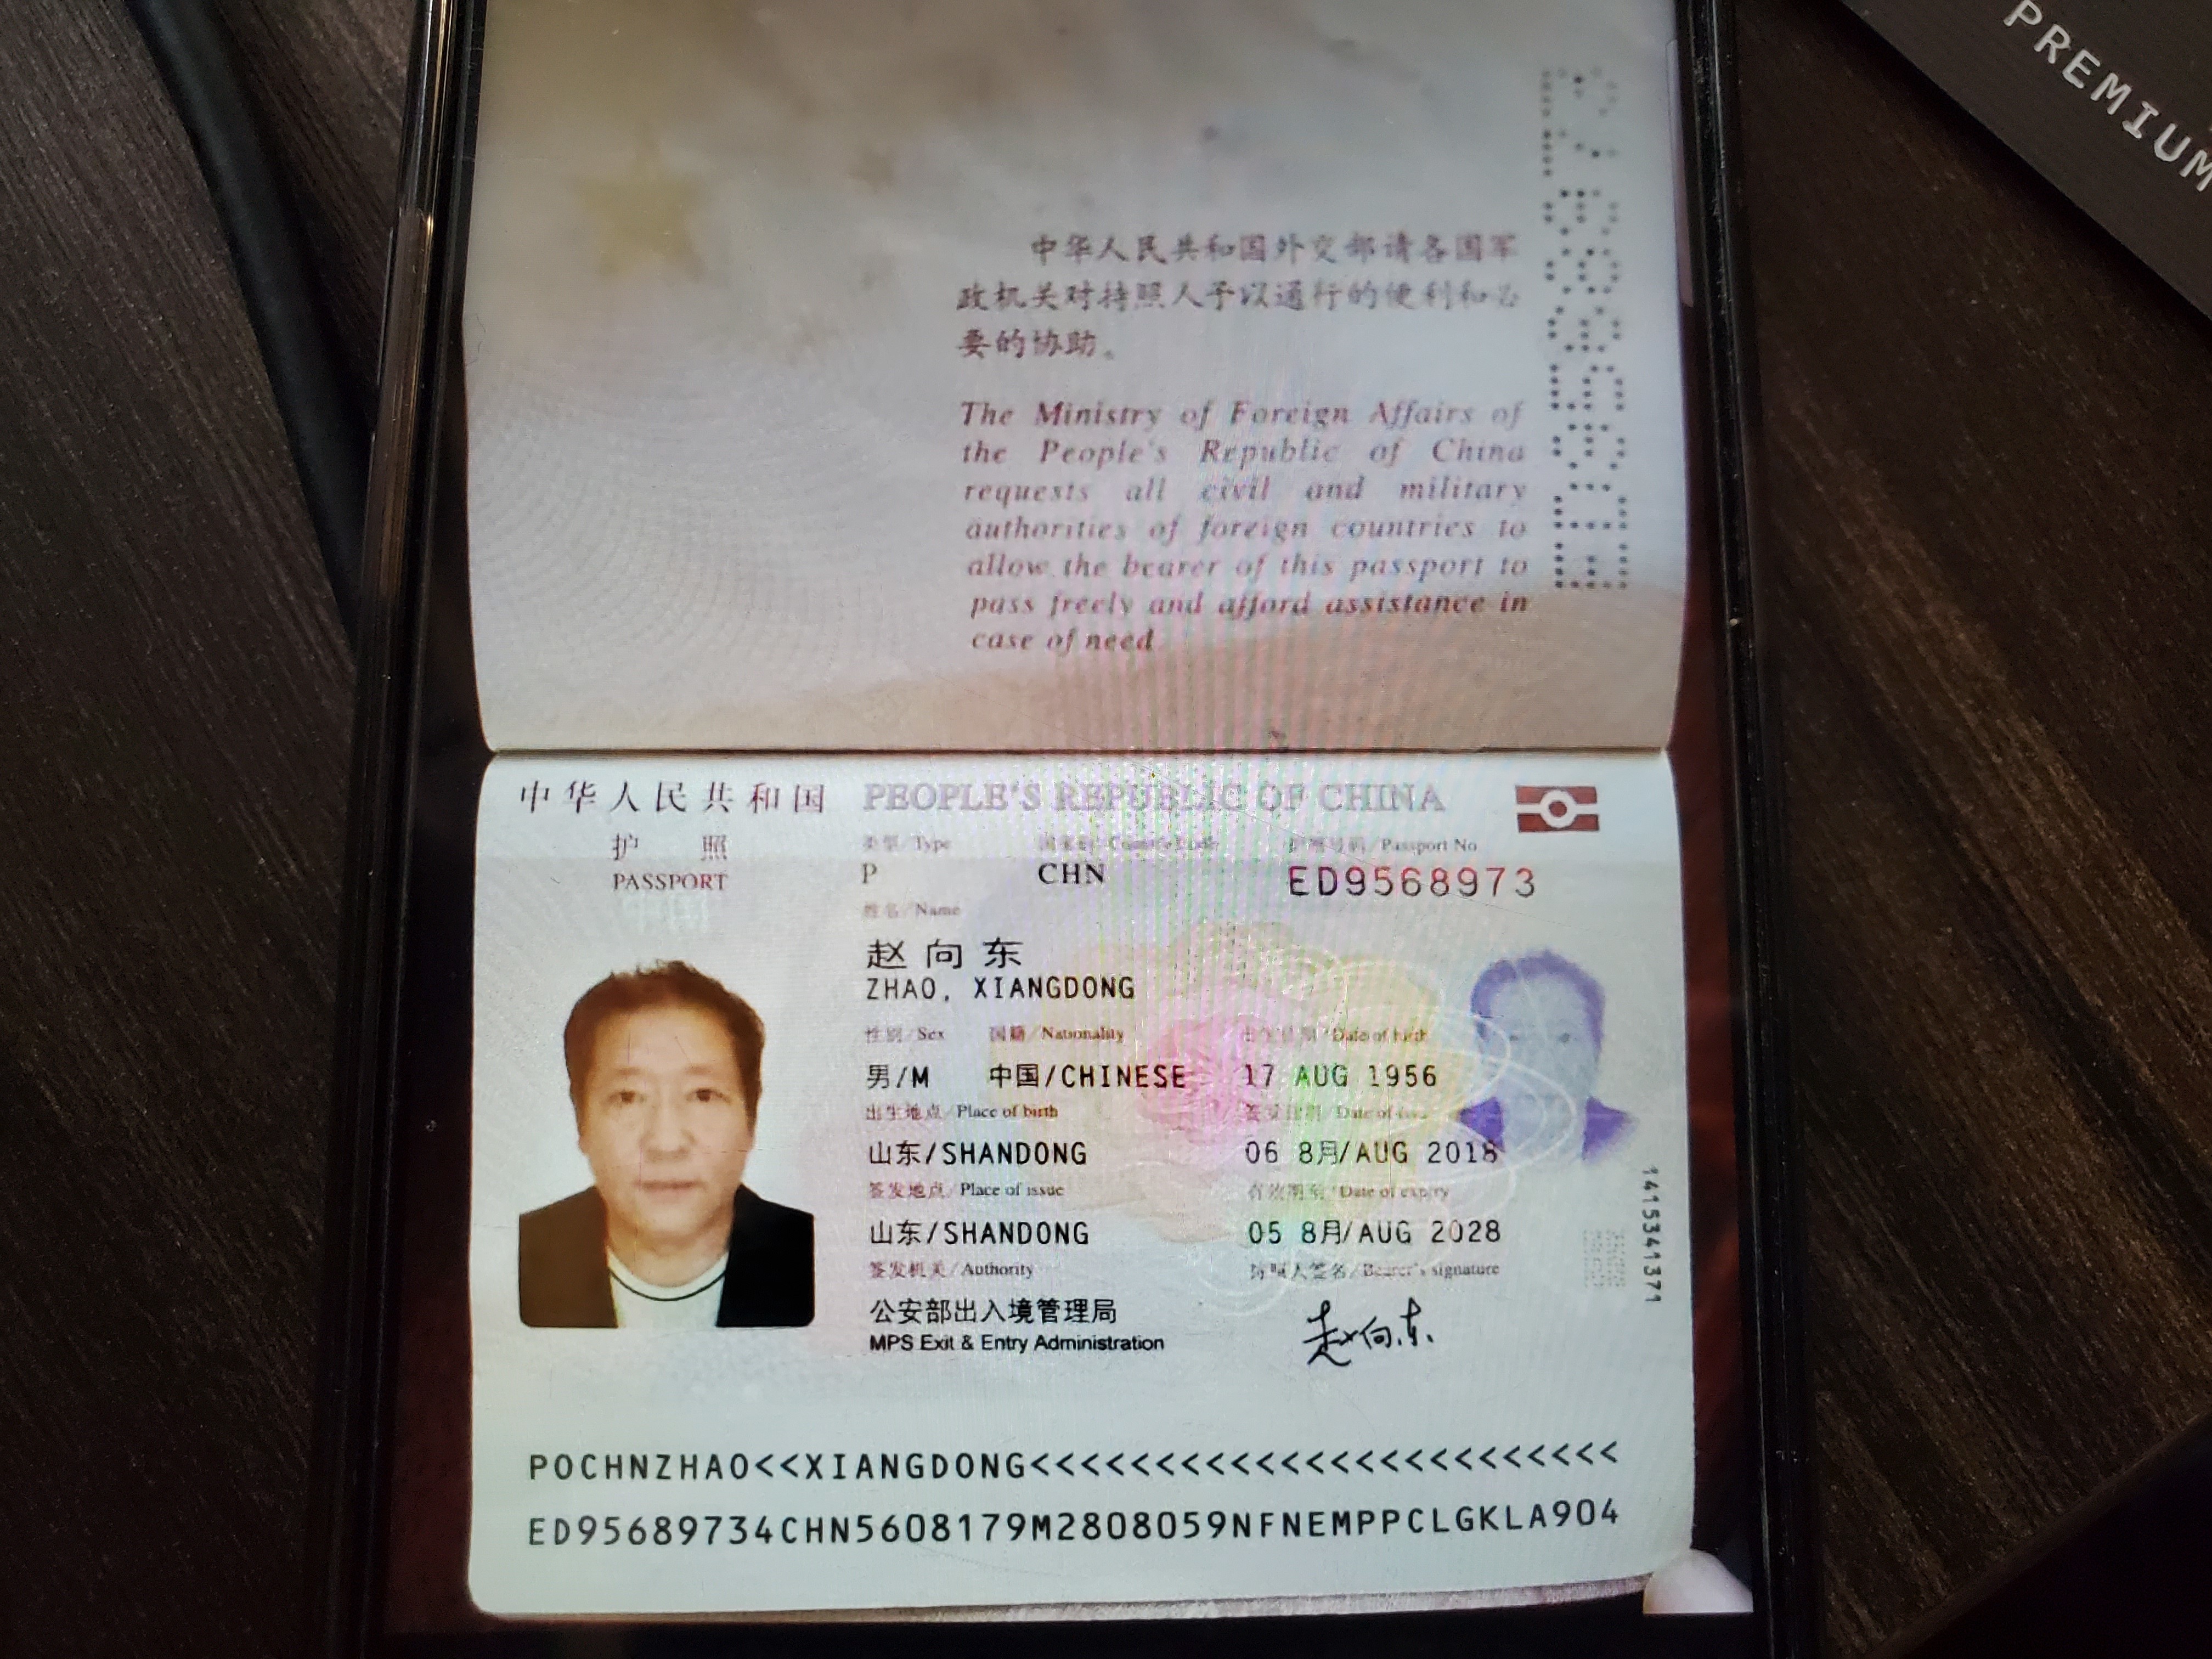 PREMIUM
中华人民共和国外交部请各国军
政机关对持照人予以通行的便利和必
要的协助。
The Ministry of Foreign Affairs of
the People's Republic of China
requests all civil and military
authorities of foreign countries to
allow the bearer of this passport to
pass freely and afford assistance in
case of need
ED9568973
中华人民共和国 PEOPLE'S REPUBLIC OF CHINA
护 照 类型/Type 国家码/Country Code 护照号码/Passport No
PASSPORT P CHN ED9568973
姓名/Name
赵向东
ZHAO, XIANGDONG
性别/Sex 国籍/Nationality 出生日期/Date of birth
男/M 中国/CHINESE 17 AUG 1956
出生地点/Place of birth 签发日期/Date of issue
山东/SHANDONG 06 8月/AUG 2018
签发地点/Place of issue 有效期至/Date of expiry
山东/SHANDONG 05 8月/AUG 2028
签发机关/Authority 持照人签名/Bearer's signature
公安部出入境管理局
MPS Exit & Entry Administration
赵向东
1415341371
POCHNZHAO<<XIANGDONG<<<<<<<<<<<<<<<<<<<<<<<<
ED95689734CHN5608179M2808059NFNEMPPCLGKLA904